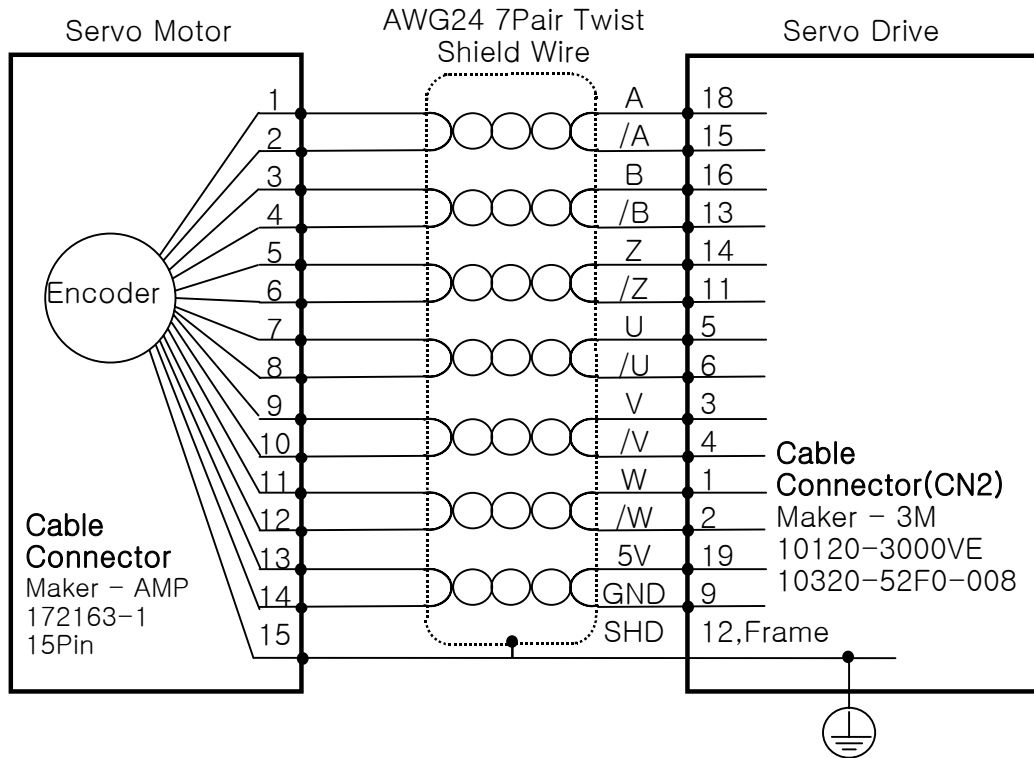 Servo Motor
AWG24 7Pair Twist
Shield Wire
Servo Drive
1
A
18
2
/A
15
3
B
16
4
/B
13
5
Z
14
6
/Z
11
7
U
5
8
/U
6
9
V
3
10
/V
4
11
W
1
12
/W
2
13
5V
19
14
GND
9
15
SHD
12,Frame
Encoder
Cable
Connector
Maker - AMP
172163-1
15Pin
Cable
Connector(CN2)
Maker - 3M
10120-3000VE
10320-52F0-008